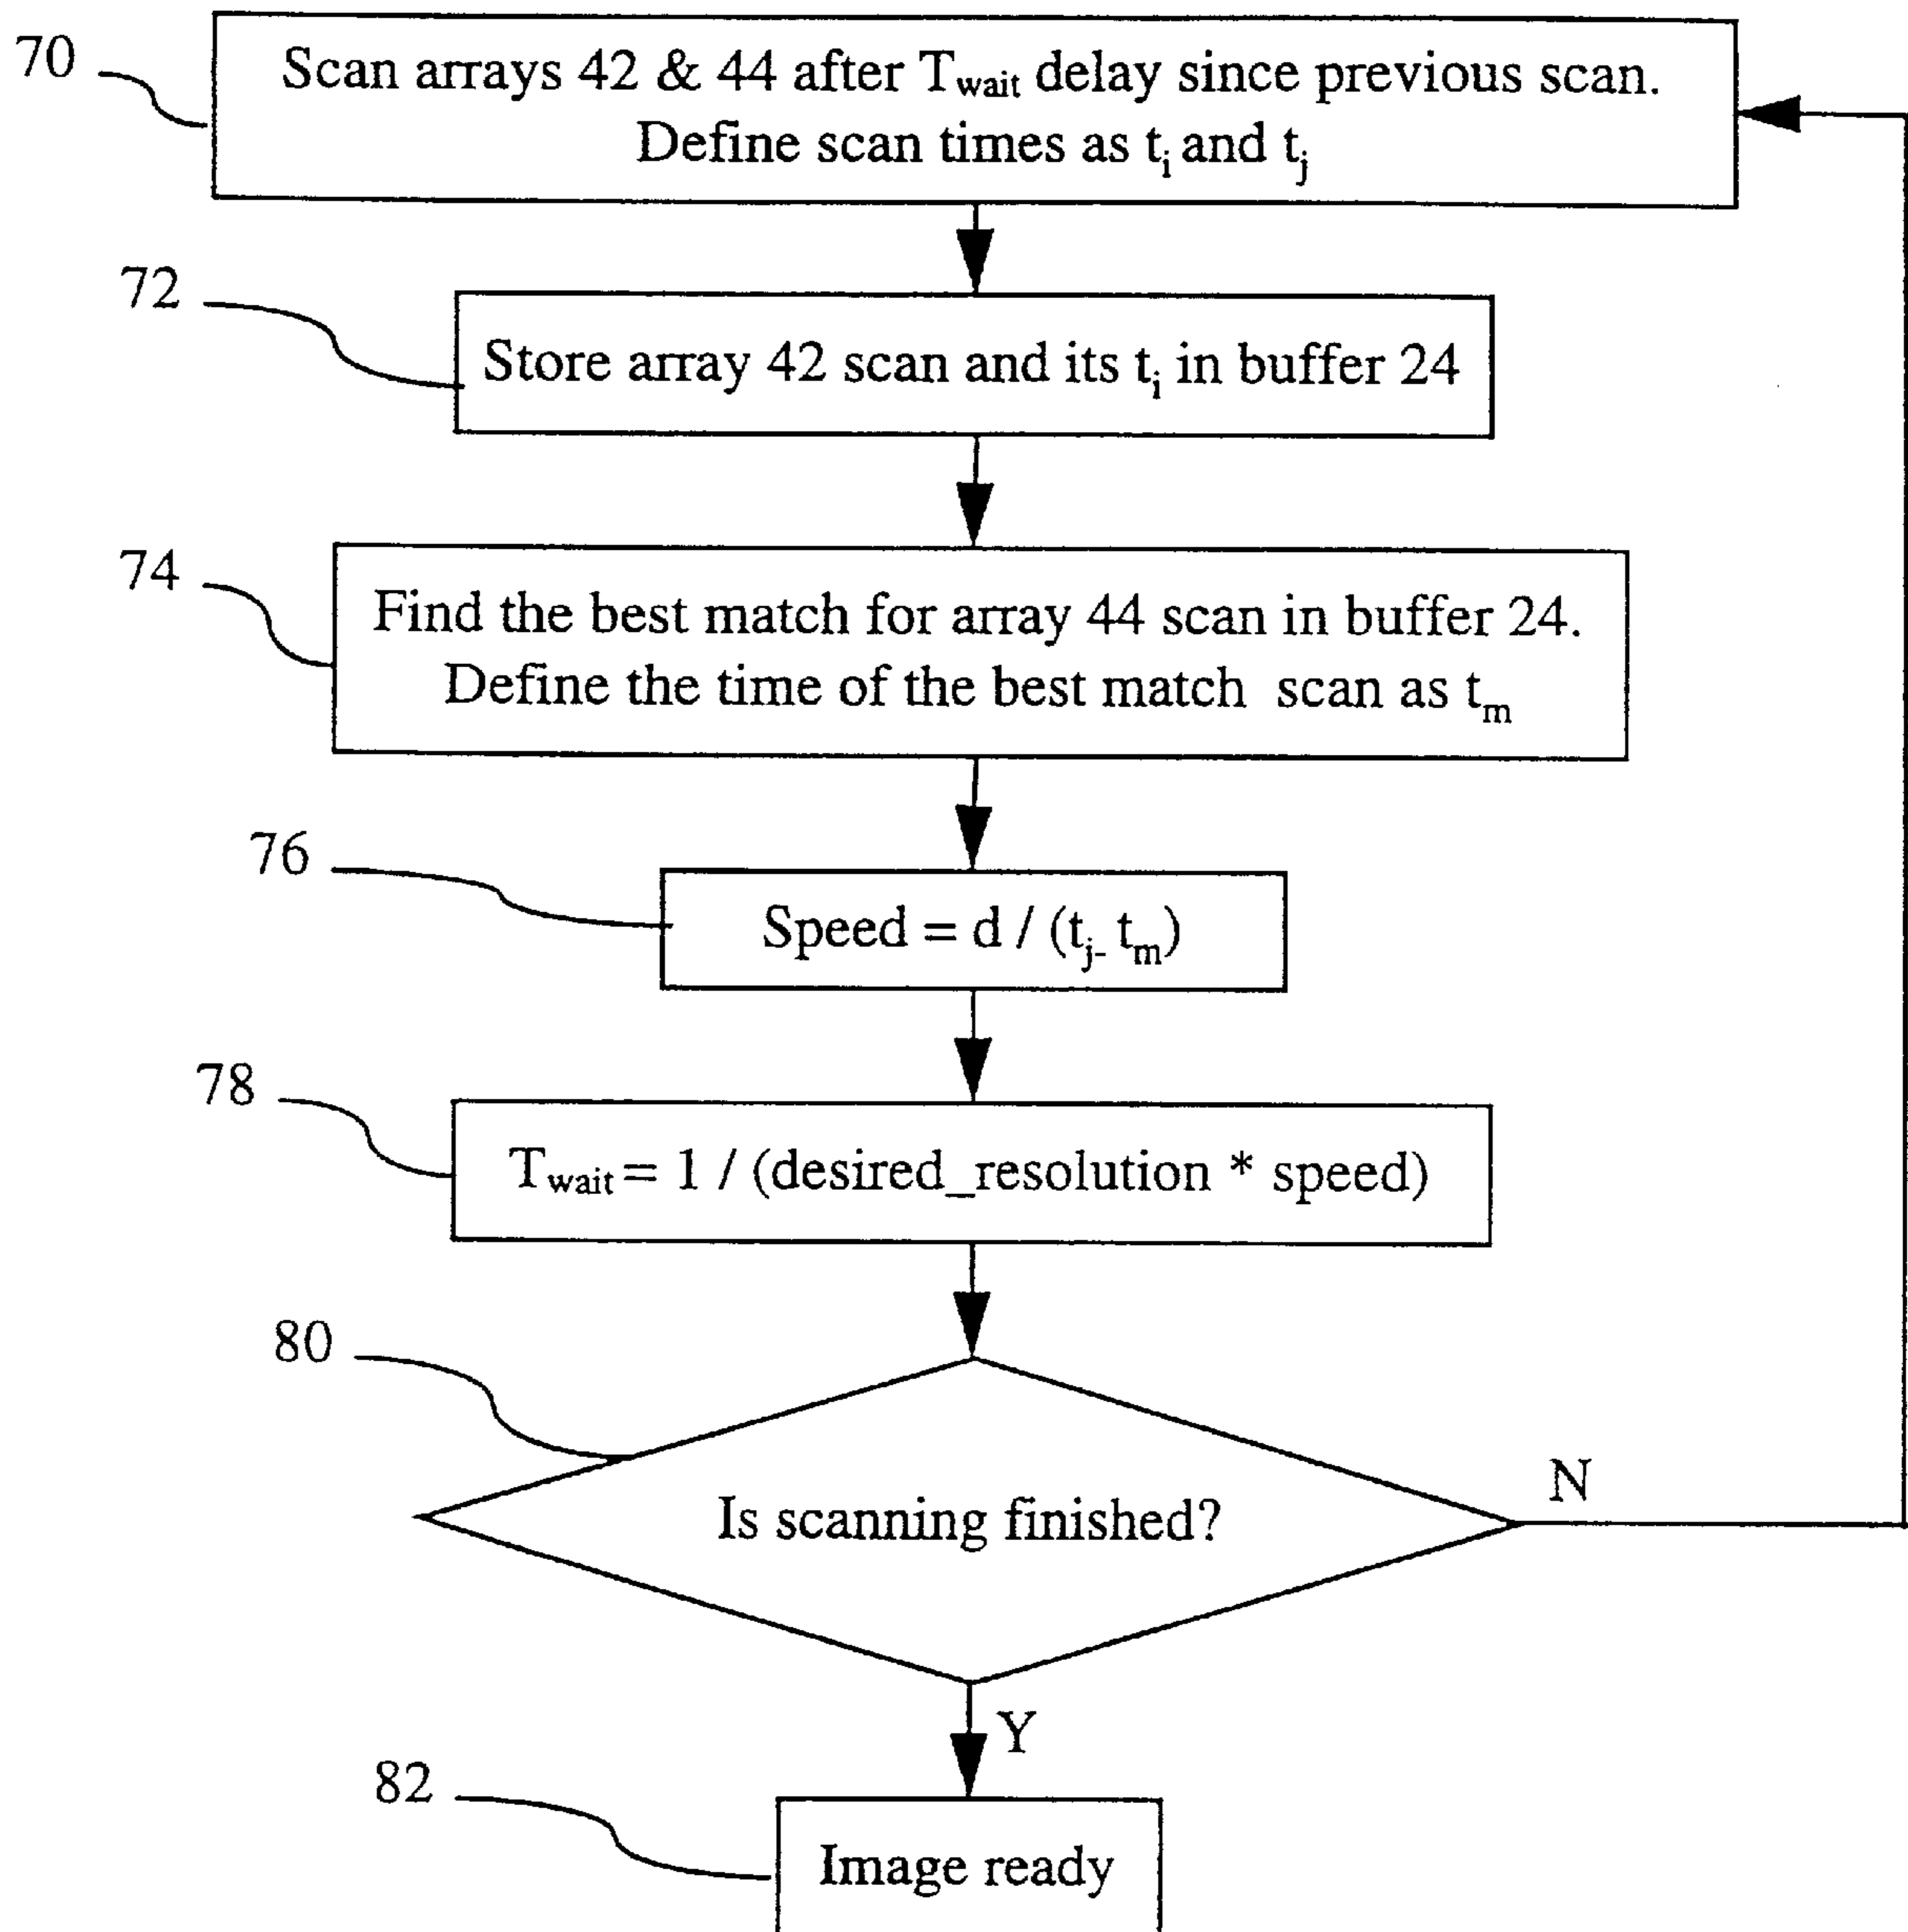 70
Scan arrays 42 & 44 after Twait delay since previous scan.
Define scan times as ti and tj
72
Store array 42 scan and its ti in buffer 24
74
Find the best match for array 44 scan in buffer 24.
Define the time of the best match scan as tm
76
Speed = d / (tj- tm)
78
Twait = 1 / (desired_resolution * speed)
80
Is scanning finished?
N
Y
82
Image ready